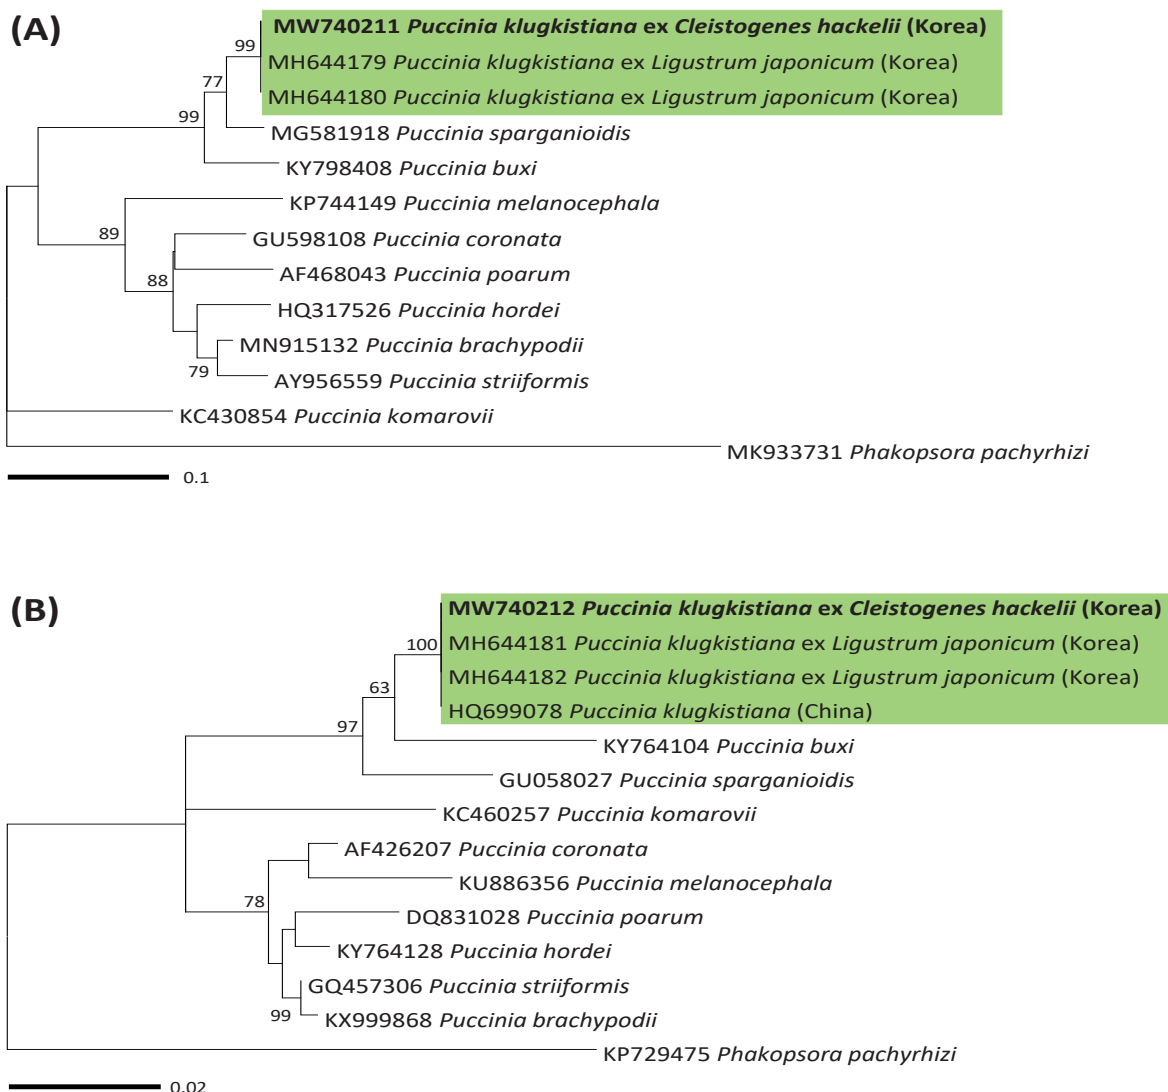 (A)
MW740211 Puccinia klugkistiana ex Cleistogenes hackelii (Korea)
99
MH644179 Puccinia klugkistiana ex Ligustrum japonicum (Korea)
77
MH644180 Puccinia klugkistiana ex Ligustrum japonicum (Korea)
99
MG581918 Puccinia sparganioidis
KY798408 Puccinia buxi
KP744149 Puccinia melanocephala
89
GU598108 Puccinia coronata
AF468043 Puccinia poarum
88
HQ317526 Puccinia hordei
MN915132 Puccinia brachypodii
79
AY956559 Puccinia striiformis
KC430854 Puccinia komarovii
MK933731 Phakopsora pachyrhizi
0.1
(B)
MW740212 Puccinia klugkistiana ex Cleistogenes hackelii (Korea)
100
MH644181 Puccinia klugkistiana ex Ligustrum japonicum (Korea)
MH644182 Puccinia klugkistiana ex Ligustrum japonicum (Korea)
63
HQ699078 Puccinia klugkistiana (China)
97
KY764104 Puccinia buxi
GU058027 Puccinia sparganioidis
KC460257 Puccinia komarovii
AF426207 Puccinia coronata
KU886356 Puccinia melanocephala
78
DQ831028 Puccinia poarum
KY764128 Puccinia hordei
GQ457306 Puccinia striiformis
99
KX999868 Puccinia brachypodii
KP729475 Phakopsora pachyrhizi
0.02